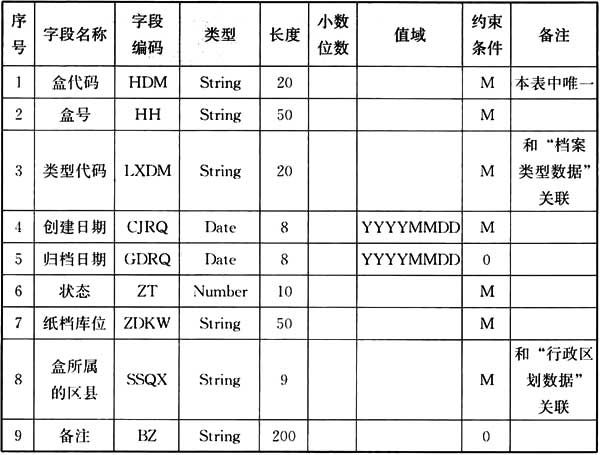 序号 字段名称 字段编码 类型 长度 小数位数 值域 约束条件 备注
1 盒代码 HDM String 20 M 本表中唯一
2 盒号 HH String 50 M
3 类型代码 LXDM String 20 M 和“档案类型数据”关联
4 创建日期 CJRQ Date 8 YYYYMMDD M
5 归档日期 GDRQ Date 8 YYYYMMDD 0
6 状态 ZT Number 10 M
7 纸档库位 ZDKW String 50 M
8 盒所属的区县 SSQX String 9 M 和“行政区划数据”关联
9 备注 BZ String 200 0